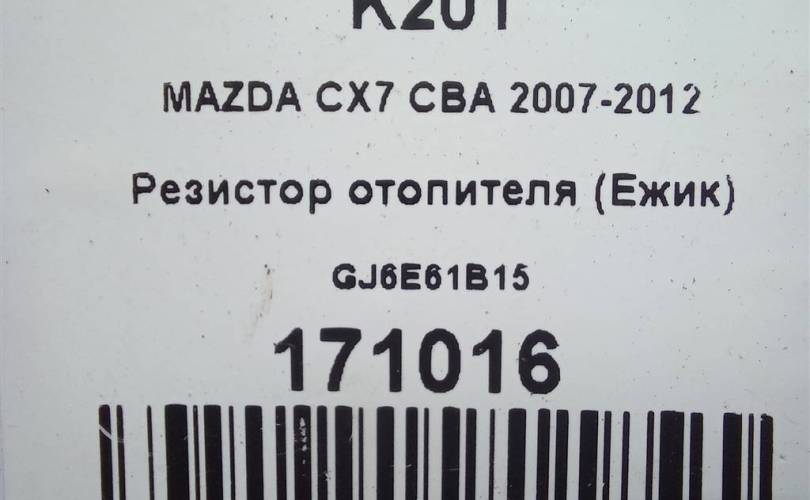 K201
MAZDA CX7 CBA 2007-2012
Резистор отопителя (Ежик)
GJ6E61B15
171016